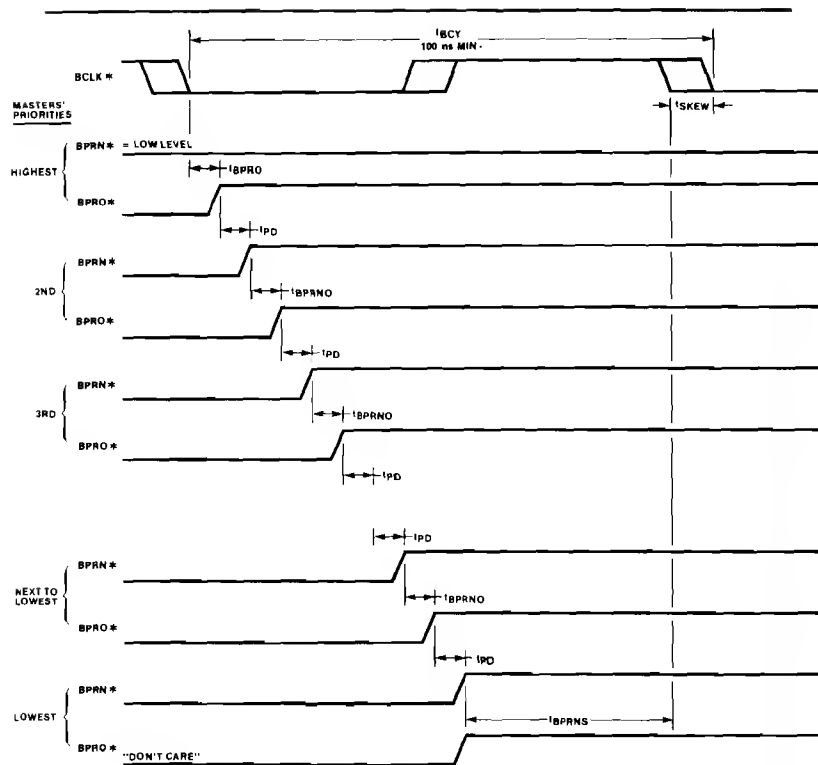 tBCY
100 ns MIN-
BCLK*
tSKEW
MASTERS'
PRIORITIES
BPRN* = LOW LEVEL
HIGHEST
tBPRO
BPRO*
tPD
BPRN*
2ND
tBPRNO
BPRO*
tPD
BPRN*
3RD
tBPRNO
BPRO*
tPD
tPD
BPRN*
NEXT TO
LOWEST
tBPRNO
BPRO*
tPD
BPRN*
LOWEST
tBPRNS
BPRO*
"DON'T CARE"